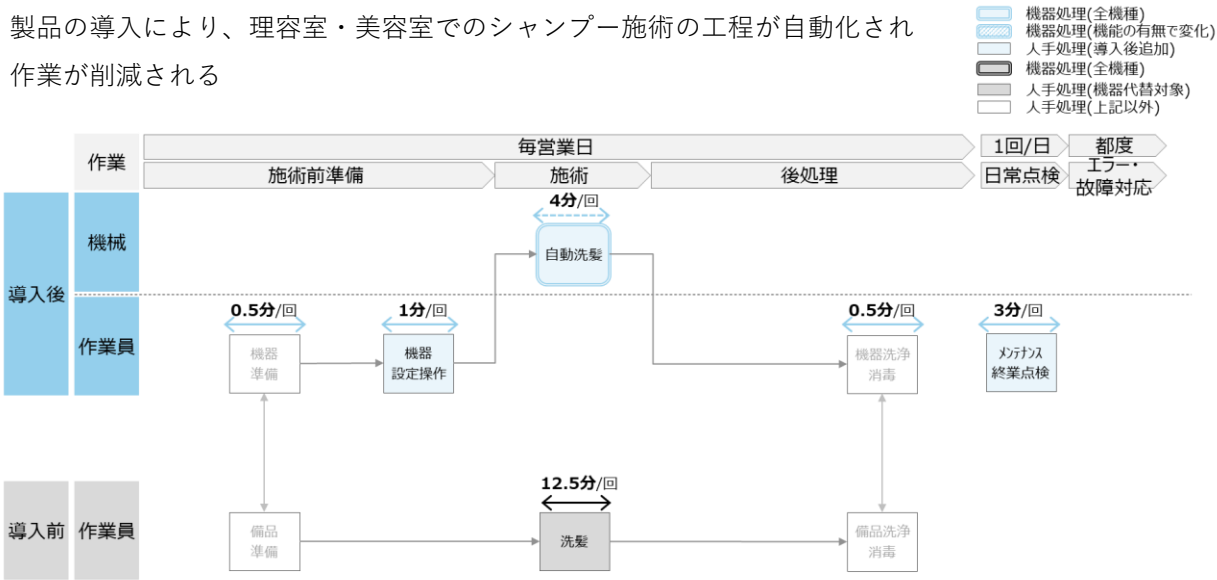 製品の導入により、理容室・美容室でのシャンプー施術の工程が自動化され
作業が削減される
機器処理(全機種)
機器処理(機能の有無で変化)
人手処理(導入後追加)
機器処理(全機種)
人手処理(機器代替対象)
人手処理(上記以外)
作業
毎営業日
1回/日
都度
施術前準備
施術
後処理
日常点検
エラー・
故障対応
導入後
機械
4分/回
自動洗髪
作業員
0.5分/回
機器
準備
1分/回
機器
設定操作
0.5分/回
機器洗浄
消毒
3分/回
メンテナンス
終業点検
導入前
作業員
備品
準備
12.5分/回
洗髪
備品洗浄
消毒